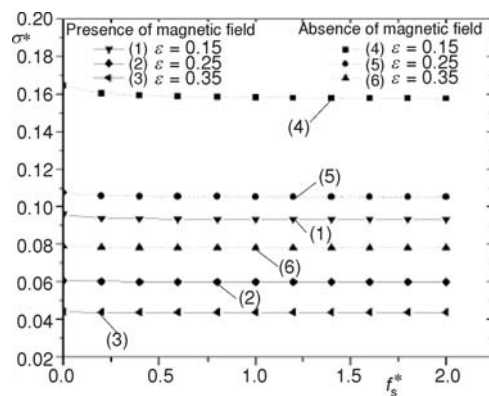 0.20
σ*
0.18
0.16
0.14
0.12
0.10
0.08
0.06
0.04
0.02
Presence of magnetic field
(1) ε = 0.15
(2) ε = 0.25
(3) ε = 0.35
Absence of magnetic field
(4) ε = 0.15
(5) ε = 0.25
(6) ε = 0.35
(4)
(5)
(1)
(6)
(2)
(3)
0.0 0.5 1.0 1.5 2.0
fs*